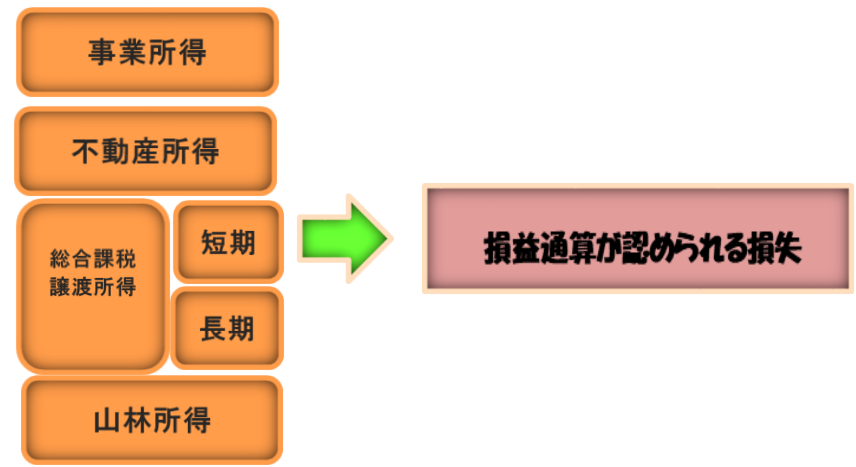 事業所得
不動産所得
総合課税
譲渡所得
短期
長期
山林所得
損益通算が認められる損失